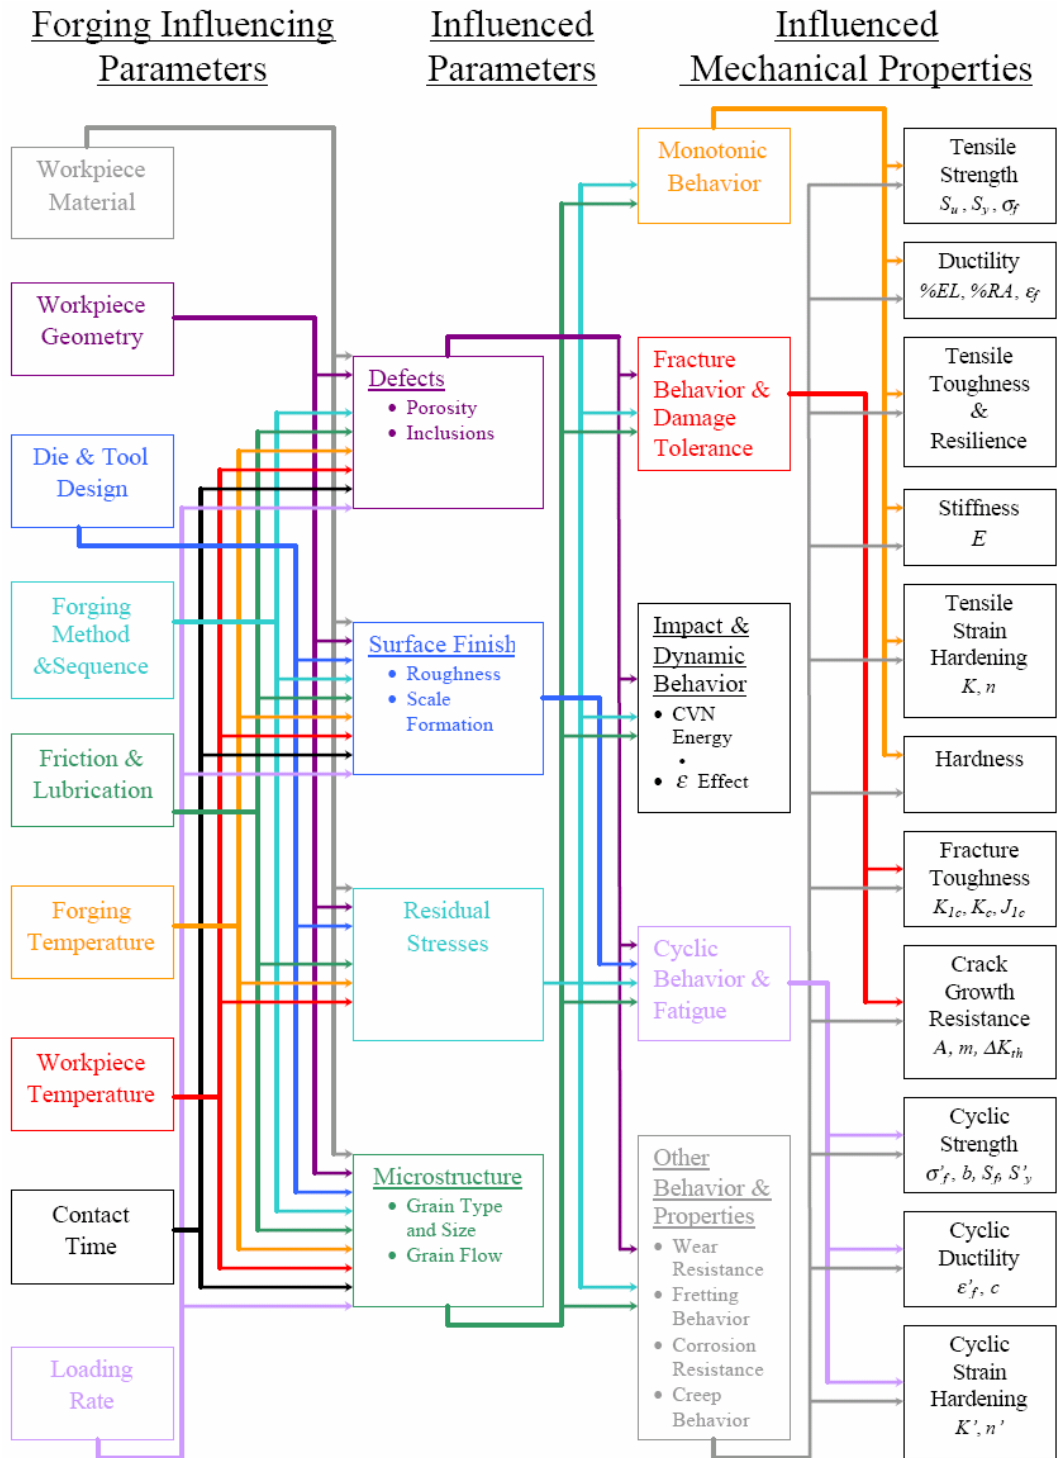 Forging Influencing
Parameters
Influenced
Parameters
Influenced
Mechanical Properties
Workpiece
Material
Workpiece
Geometry
Die & Tool
Design
Forging
Method
&Sequence
Friction &
Lubrication
Forging
Temperature
Workpiece
Temperature
Contact
Time
Loading
Rate
Defects
• Porosity
• Inclusions
Surface Finish
• Roughness
• Scale
Formation
Residual
Stresses
Microstructure
• Grain Type
and Size
• Grain Flow
Monotonic
Behavior
Fracture
Behavior &
Damage
Tolerance
Impact &
Dynamic
Behavior
• CVN
Energy
• ε̇ Effect
Cyclic
Behavior &
Fatigue
Other
Behavior &
Properties
• Wear
Resistance
• Fretting
Behavior
• Corrosion
Resistance
• Creep
Behavior
Tensile
Strength
Su , Sy , σf
Ductility
%EL, %RA, εf
Tensile
Toughness
&
Resilience
Stiffness
E
Tensile
Strain
Hardening
K, n
Hardness
Fracture
Toughness
K1c, Kc, J1c
Crack
Growth
Resistance
A, m, ΔKth
Cyclic
Strength
σ'f , b, Sf, S'y
Cyclic
Ductility
ε'f , c
Cyclic
Strain
Hardening
K', n'